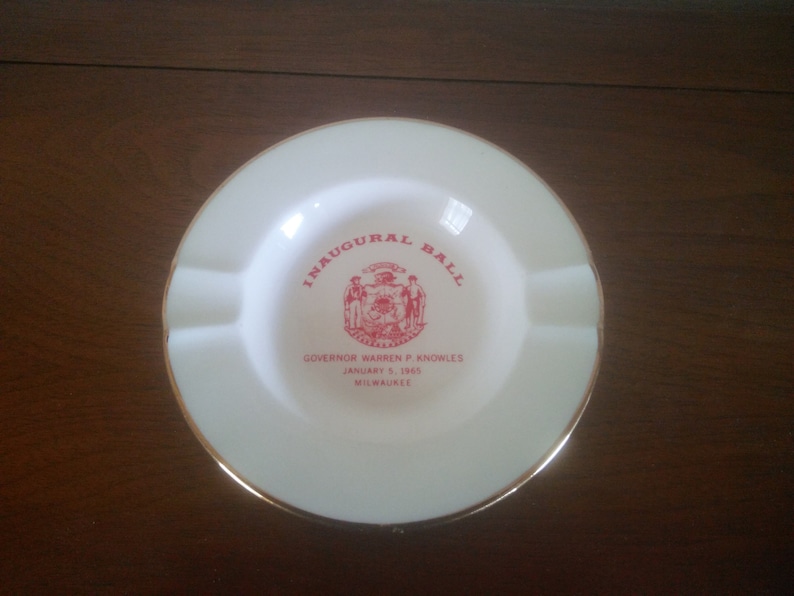 INAUGURAL BALL
GOVERNOR WARREN P. KNOWLES
JANUARY 5, 1965
MILWAUKEE